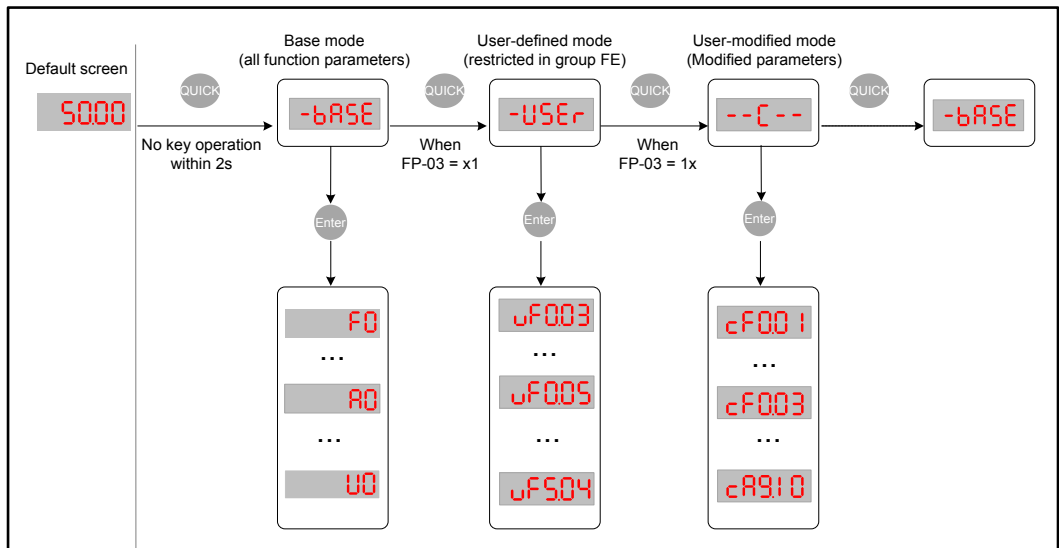 Default screen
50.00
QUICK
No key operation
within 2s
Base mode
(all function parameters)
-bASE
QUICK
When
FP-03 = x1
User-defined mode
(restricted in group FE)
-USEr
QUICK
When
FP-03 = 1x
User-modified mode
(Modified parameters)
--C--
QUICK
-bASE
Enter
Enter
Enter
F0
...
A0
...
U0
uF0.03
...
uF0.05
...
uF5.04
cF0.01
...
cF0.03
...
cA9.10